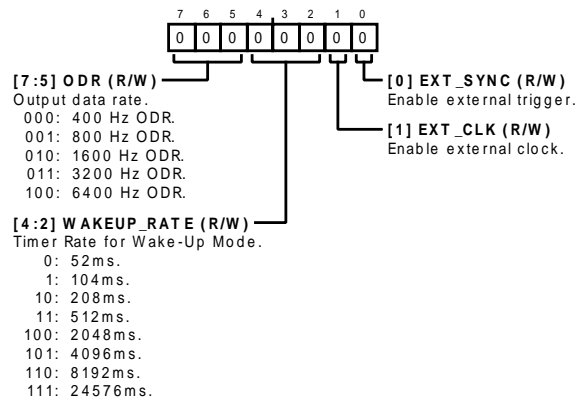 7 6 5 4 3 2 1 0
0 0 0 0 0 0 0 0
[7:5] ODR (R/W)
Output data rate.
000: 400 Hz ODR.
001: 800 Hz ODR.
010: 1600 Hz ODR.
011: 3200 Hz ODR.
100: 6400 Hz ODR.
[4:2] WAKEUP_RATE (R/W)
Timer Rate for Wake-Up Mode.
0: 52ms.
1: 104ms.
10: 208ms.
11: 512ms.
100: 2048ms.
101: 4096ms.
110: 8192ms.
111: 24576ms.
[0] EXT_SYNC (R/W)
Enable external trigger.
[1] EXT_CLK (R/W)
Enable external clock.